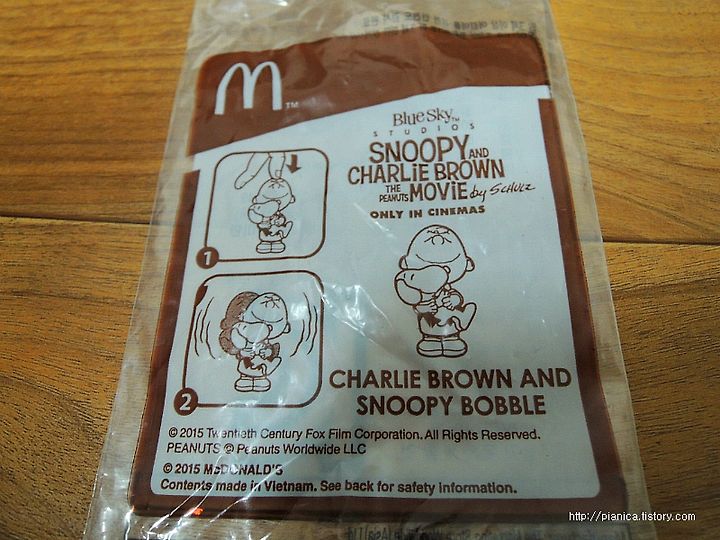 M™
BLUE SKY™
STUDIOS
SNOOPY AND
CHARLIE BROWN
THE PEANUTS MOVIE by SCHULZ
ONLY IN CINEMAS
1
2
CHARLIE BROWN AND
SNOOPY BOBBLE
© 2015 Twentieth Century Fox Film Corporation. All Rights Reserved.
PEANUTS © Peanuts Worldwide LLC
© 2015 McDONALD'S
Contents made in Vietnam. See back for safety information.
http://pianica.tistory.com